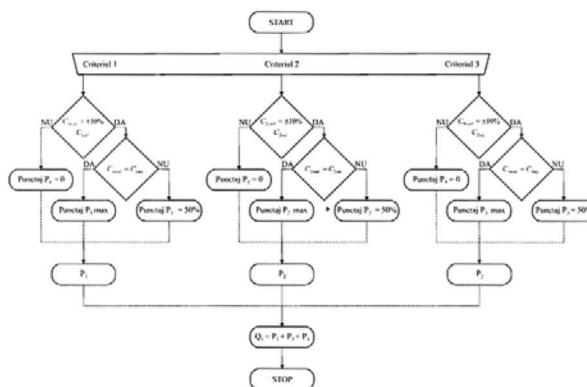 START
Criteriul 1
Criteriul 2
Criteriul 3
NU
DA
NU
DA
NU
DA
DA
NU
DA
NU
DA
NU
Punctaj P₁ = 0
Punctaj P₂ = 0
Punctaj = 0
Punctaj P₁ max
Punctaj P₁ = 50%
Punctaj P₂ max
Punctaj P₂ = 50%
Punctaj P₃ max
Punctaj P₃ = 50%
P₁
P₂
P₃
Q₁ = P₁ + P₂ + P₃
STOP